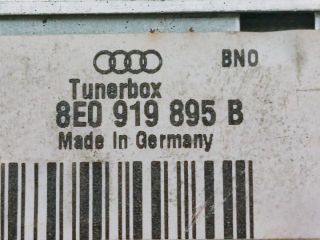 BNO
Tunerbox
8E0 919 895 B
Made In Germany